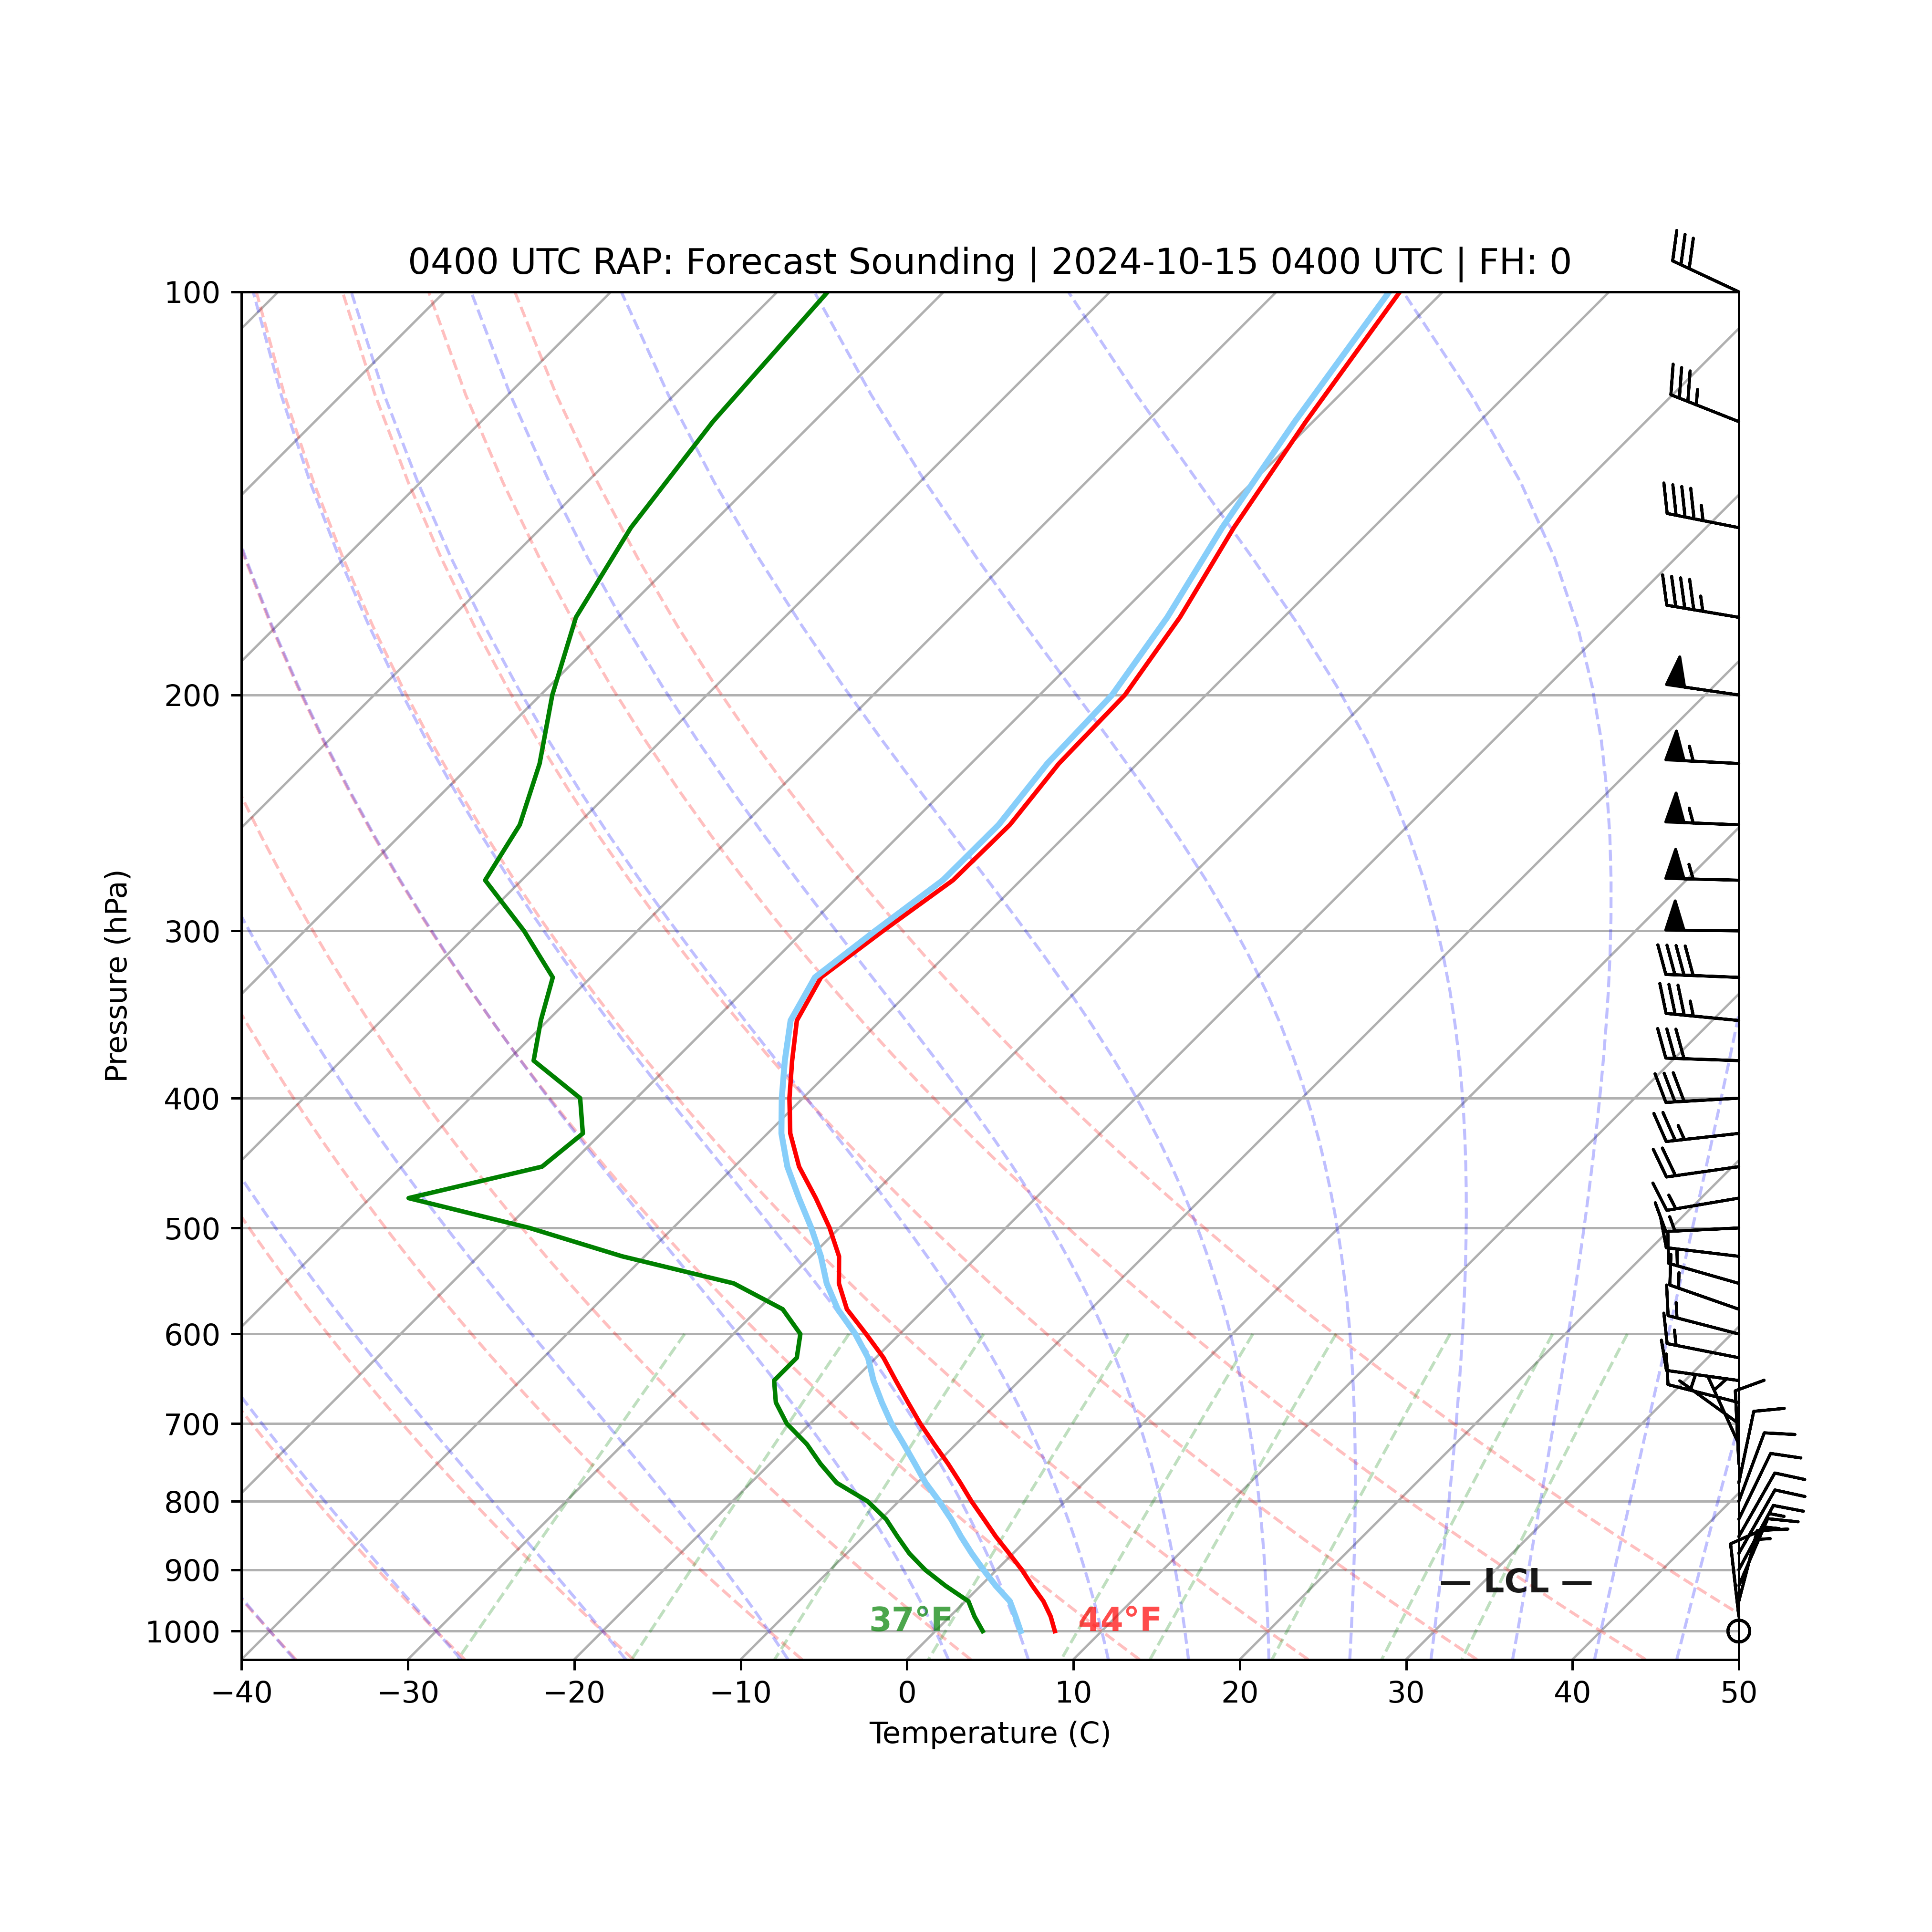 0400 UTC RAP: Forecast Sounding | 2024-10-15 0400 UTC | FH: 0
100
200
300
400
500
600
700
800
900
1000
Pressure (hPa)
— LCL —
37°F
44°F
−40 −30 −20 −10 0 10 20 30 40 50
Temperature (C)